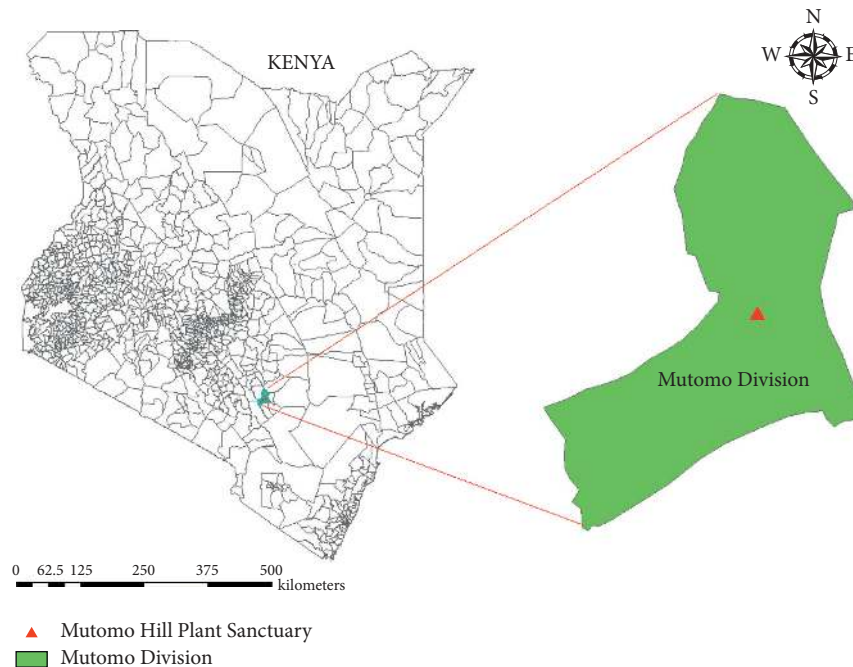 KENYA
N
W
E
S
Mutomo Division
0 62.5 125 250 375 500
kilometers
Mutomo Hill Plant Sanctuary
Mutomo Division